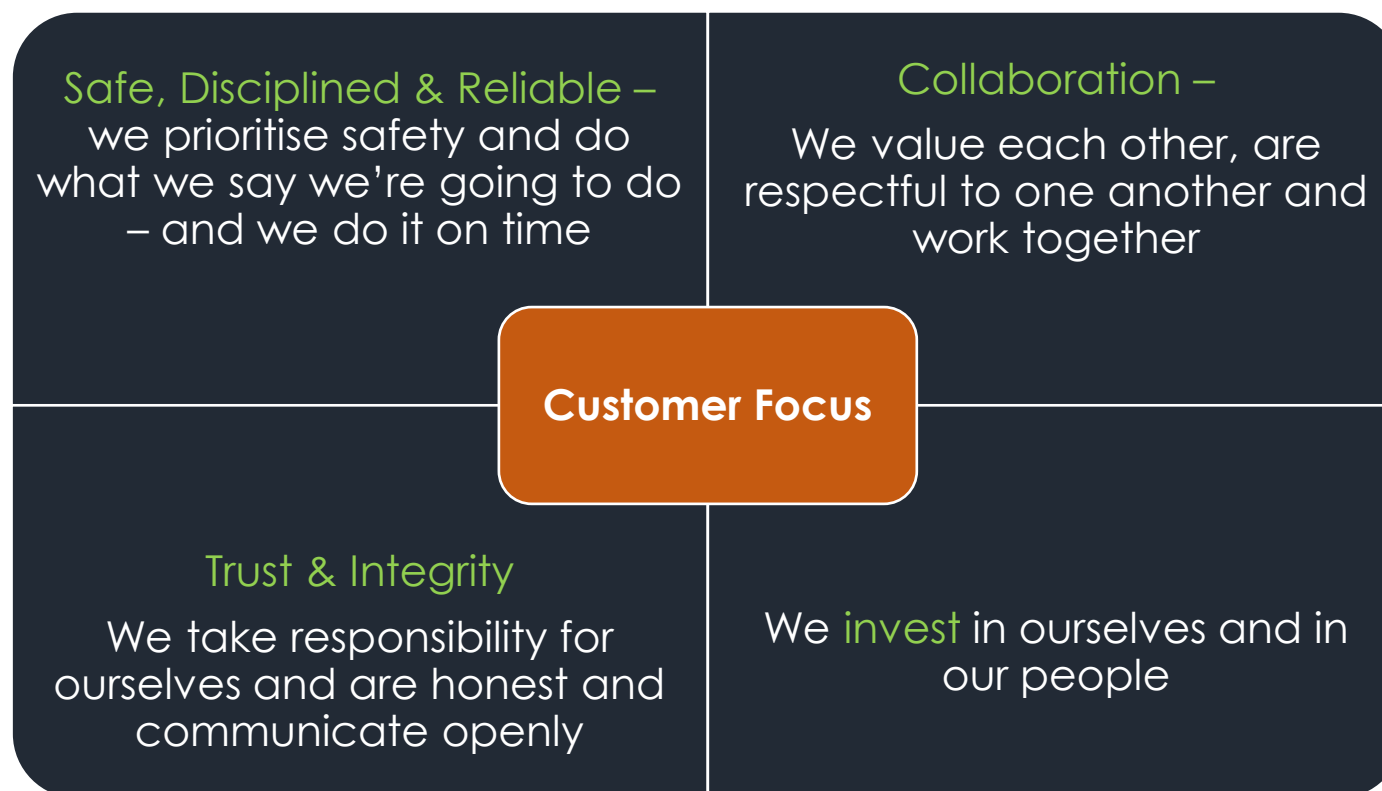 Safe, Disciplined & Reliable –
we prioritise safety and do
what we say we’re going to do
– and we do it on time
Collaboration –
We value each other, are
respectful to one another and
work together
Customer Focus
Trust & Integrity
We take responsibility for
ourselves and are honest and
communicate openly
We invest in ourselves and in
our people